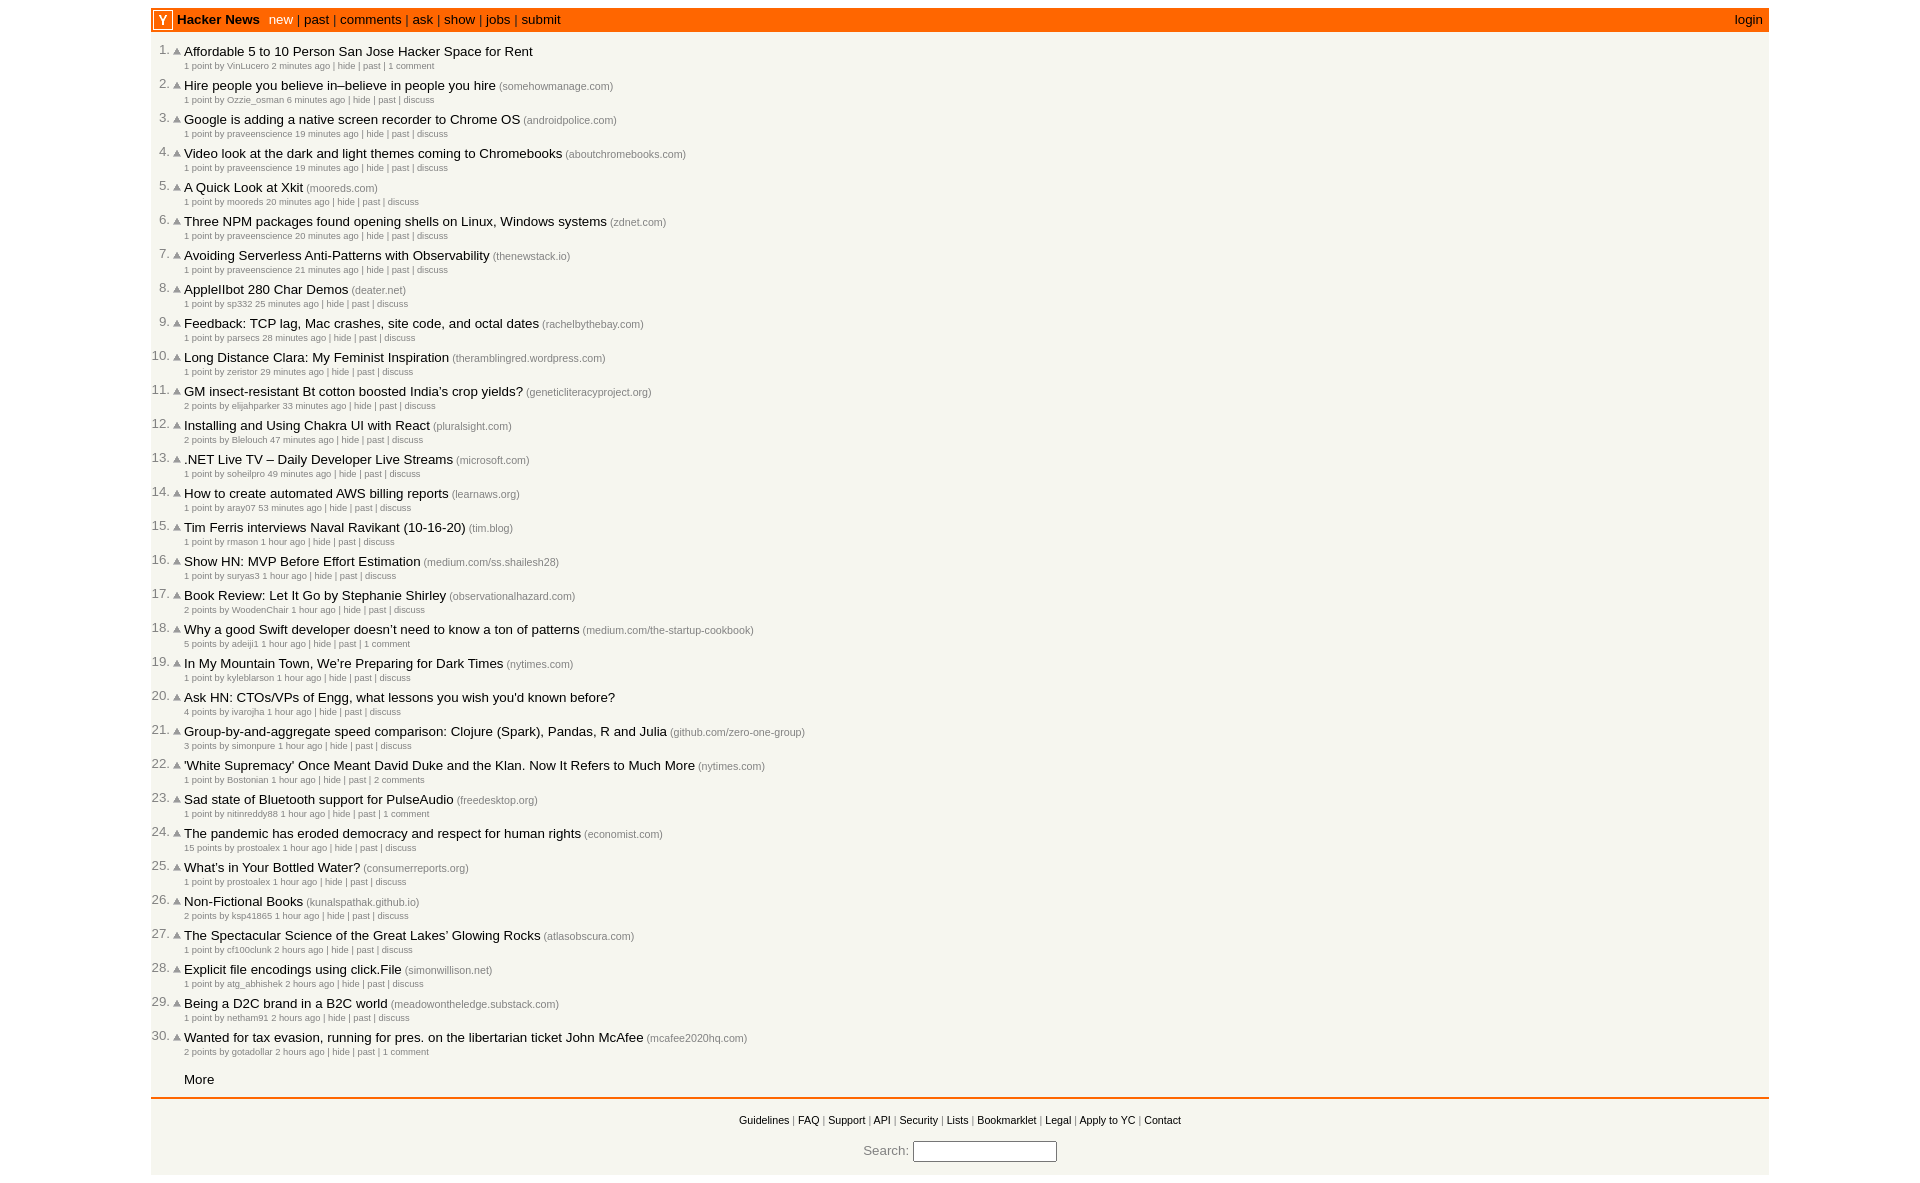 Y Hacker News new | past | comments | ask | show | jobs | submit login
1. Affordable 5 to 10 Person San Jose Hacker Space for Rent
1 point by VinLucero 2 minutes ago | hide | past | 1 comment
2. Hire people you believe in–believe in people you hire (somehowmanage.com)
1 point by Ozzie_osman 6 minutes ago | hide | past | discuss
3. Google is adding a native screen recorder to Chrome OS (androidpolice.com)
1 point by praveenscience 19 minutes ago | hide | past | discuss
4. Video look at the dark and light themes coming to Chromebooks (aboutchromebooks.com)
1 point by praveenscience 19 minutes ago | hide | past | discuss
5. A Quick Look at Xkit (mooreds.com)
1 point by mooreds 20 minutes ago | hide | past | discuss
6. Three NPM packages found opening shells on Linux, Windows systems (zdnet.com)
1 point by praveenscience 20 minutes ago | hide | past | discuss
7. Avoiding Serverless Anti-Patterns with Observability (thenewstack.io)
1 point by praveenscience 21 minutes ago | hide | past | discuss
8. AppleIIbot 280 Char Demos (deater.net)
1 point by sp332 25 minutes ago | hide | past | discuss
9. Feedback: TCP lag, Mac crashes, site code, and octal dates (rachelbythebay.com)
1 point by parsecs 28 minutes ago | hide | past | discuss
10. Long Distance Clara: My Feminist Inspiration (theramblingred.wordpress.com)
1 point by zeristor 29 minutes ago | hide | past | discuss
11. GM insect-resistant Bt cotton boosted India’s crop yields? (geneticliteracyproject.org)
2 points by elijahparker 33 minutes ago | hide | past | discuss
12. Installing and Using Chakra UI with React (pluralsight.com)
2 points by Blelouch 47 minutes ago | hide | past | discuss
13. .NET Live TV – Daily Developer Live Streams (microsoft.com)
1 point by soheilpro 49 minutes ago | hide | past | discuss
14. How to create automated AWS billing reports (learnaws.org)
1 point by aray07 53 minutes ago | hide | past | discuss
15. Tim Ferris interviews Naval Ravikant (10-16-20) (tim.blog)
1 point by rmason 1 hour ago | hide | past | discuss
16. Show HN: MVP Before Effort Estimation (medium.com/ss.shailesh28)
1 point by suryas3 1 hour ago | hide | past | discuss
17. Book Review: Let It Go by Stephanie Shirley (observationalhazard.com)
2 points by WoodenChair 1 hour ago | hide | past | discuss
18. Why a good Swift developer doesn’t need to know a ton of patterns (medium.com/the-startup-cookbook)
5 points by adeiji1 1 hour ago | hide | past | 1 comment
19. In My Mountain Town, We’re Preparing for Dark Times (nytimes.com)
1 point by kyleblarson 1 hour ago | hide | past | discuss
20. Ask HN: CTOs/VPs of Engg, what lessons you wish you'd known before?
4 points by ivarojha 1 hour ago | hide | past | discuss
21. Group-by-and-aggregate speed comparison: Clojure (Spark), Pandas, R and Julia (github.com/zero-one-group)
3 points by simonpure 1 hour ago | hide | past | discuss
22. 'White Supremacy' Once Meant David Duke and the Klan. Now It Refers to Much More (nytimes.com)
1 point by Bostonian 1 hour ago | hide | past | 2 comments
23. Sad state of Bluetooth support for PulseAudio (freedesktop.org)
1 point by nitinreddy88 1 hour ago | hide | past | 1 comment
24. The pandemic has eroded democracy and respect for human rights (economist.com)
15 points by prostoalex 1 hour ago | hide | past | discuss
25. What’s in Your Bottled Water? (consumerreports.org)
1 point by prostoalex 1 hour ago | hide | past | discuss
26. Non-Fictional Books (kunalspathak.github.io)
2 points by ksp41865 1 hour ago | hide | past | discuss
27. The Spectacular Science of the Great Lakes’ Glowing Rocks (atlasobscura.com)
1 point by cf100clunk 2 hours ago | hide | past | discuss
28. Explicit file encodings using click.File (simonwillison.net)
1 point by atg_abhishek 2 hours ago | hide | past | discuss
29. Being a D2C brand in a B2C world (meadowontheledge.substack.com)
1 point by netham91 2 hours ago | hide | past | discuss
30. Wanted for tax evasion, running for pres. on the libertarian ticket John McAfee (mcafee2020hq.com)
2 points by gotadollar 2 hours ago | hide | past | 1 comment
More
Guidelines | FAQ | Support | API | Security | Lists | Bookmarklet | Legal | Apply to YC | Contact
Search: